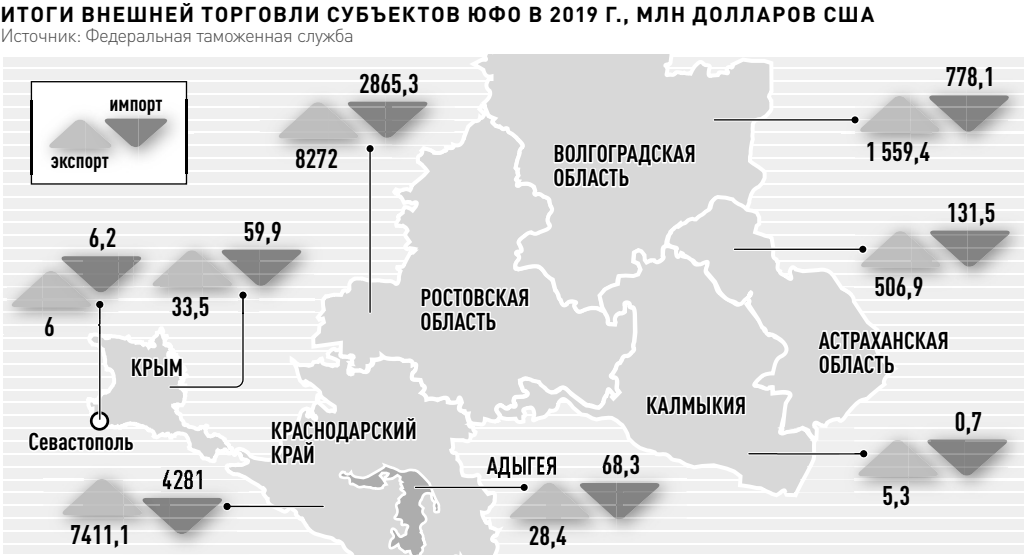 ИТОГИ ВНЕШНЕЙ ТОРГОВЛИ СУБЪЕКТОВ ЮФО В 2019 Г., МЛН ДОЛЛАРОВ США
Источник: Федеральная таможенная служба
импорт
экспорт
2865,3
8272
778,1
1 559,4
ВОЛГОГРАДСКАЯ
ОБЛАСТЬ
6,2
6
59,9
33,5
131,5
506,9
РОСТОВСКАЯ
ОБЛАСТЬ
АСТРАХАНСКАЯ
ОБЛАСТЬ
КРЫМ
Севастополь
КАЛМЫКИЯ
КРАСНОДАРСКИЙ
КРАЙ
0,7
5,3
АДЫГЕЯ
68,3
28,4
4281
7411,1